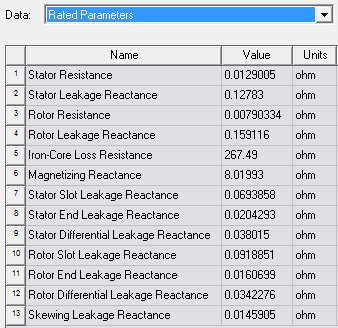 Data: Rated Parameters
Name Value Units
1 Stator Resistance 0.0129005 ohm
2 Stator Leakage Reactance 0.12783 ohm
3 Rotor Resistance 0.00790334 ohm
4 Rotor Leakage Reactance 0.159116 ohm
5 Iron-Core Loss Resistance 267.49 ohm
6 Magnetizing Reactance 8.01993 ohm
7 Stator Slot Leakage Reactance 0.0693858 ohm
8 Stator End Leakage Reactance 0.0204293 ohm
9 Stator Differential Leakage Reactance 0.038015 ohm
10 Rotor Slot Leakage Reactance 0.0918851 ohm
11 Rotor End Leakage Reactance 0.0160699 ohm
12 Rotor Differential Leakage Reactance 0.0342276 ohm
13 Skewing Leakage Reactance 0.0145905 ohm